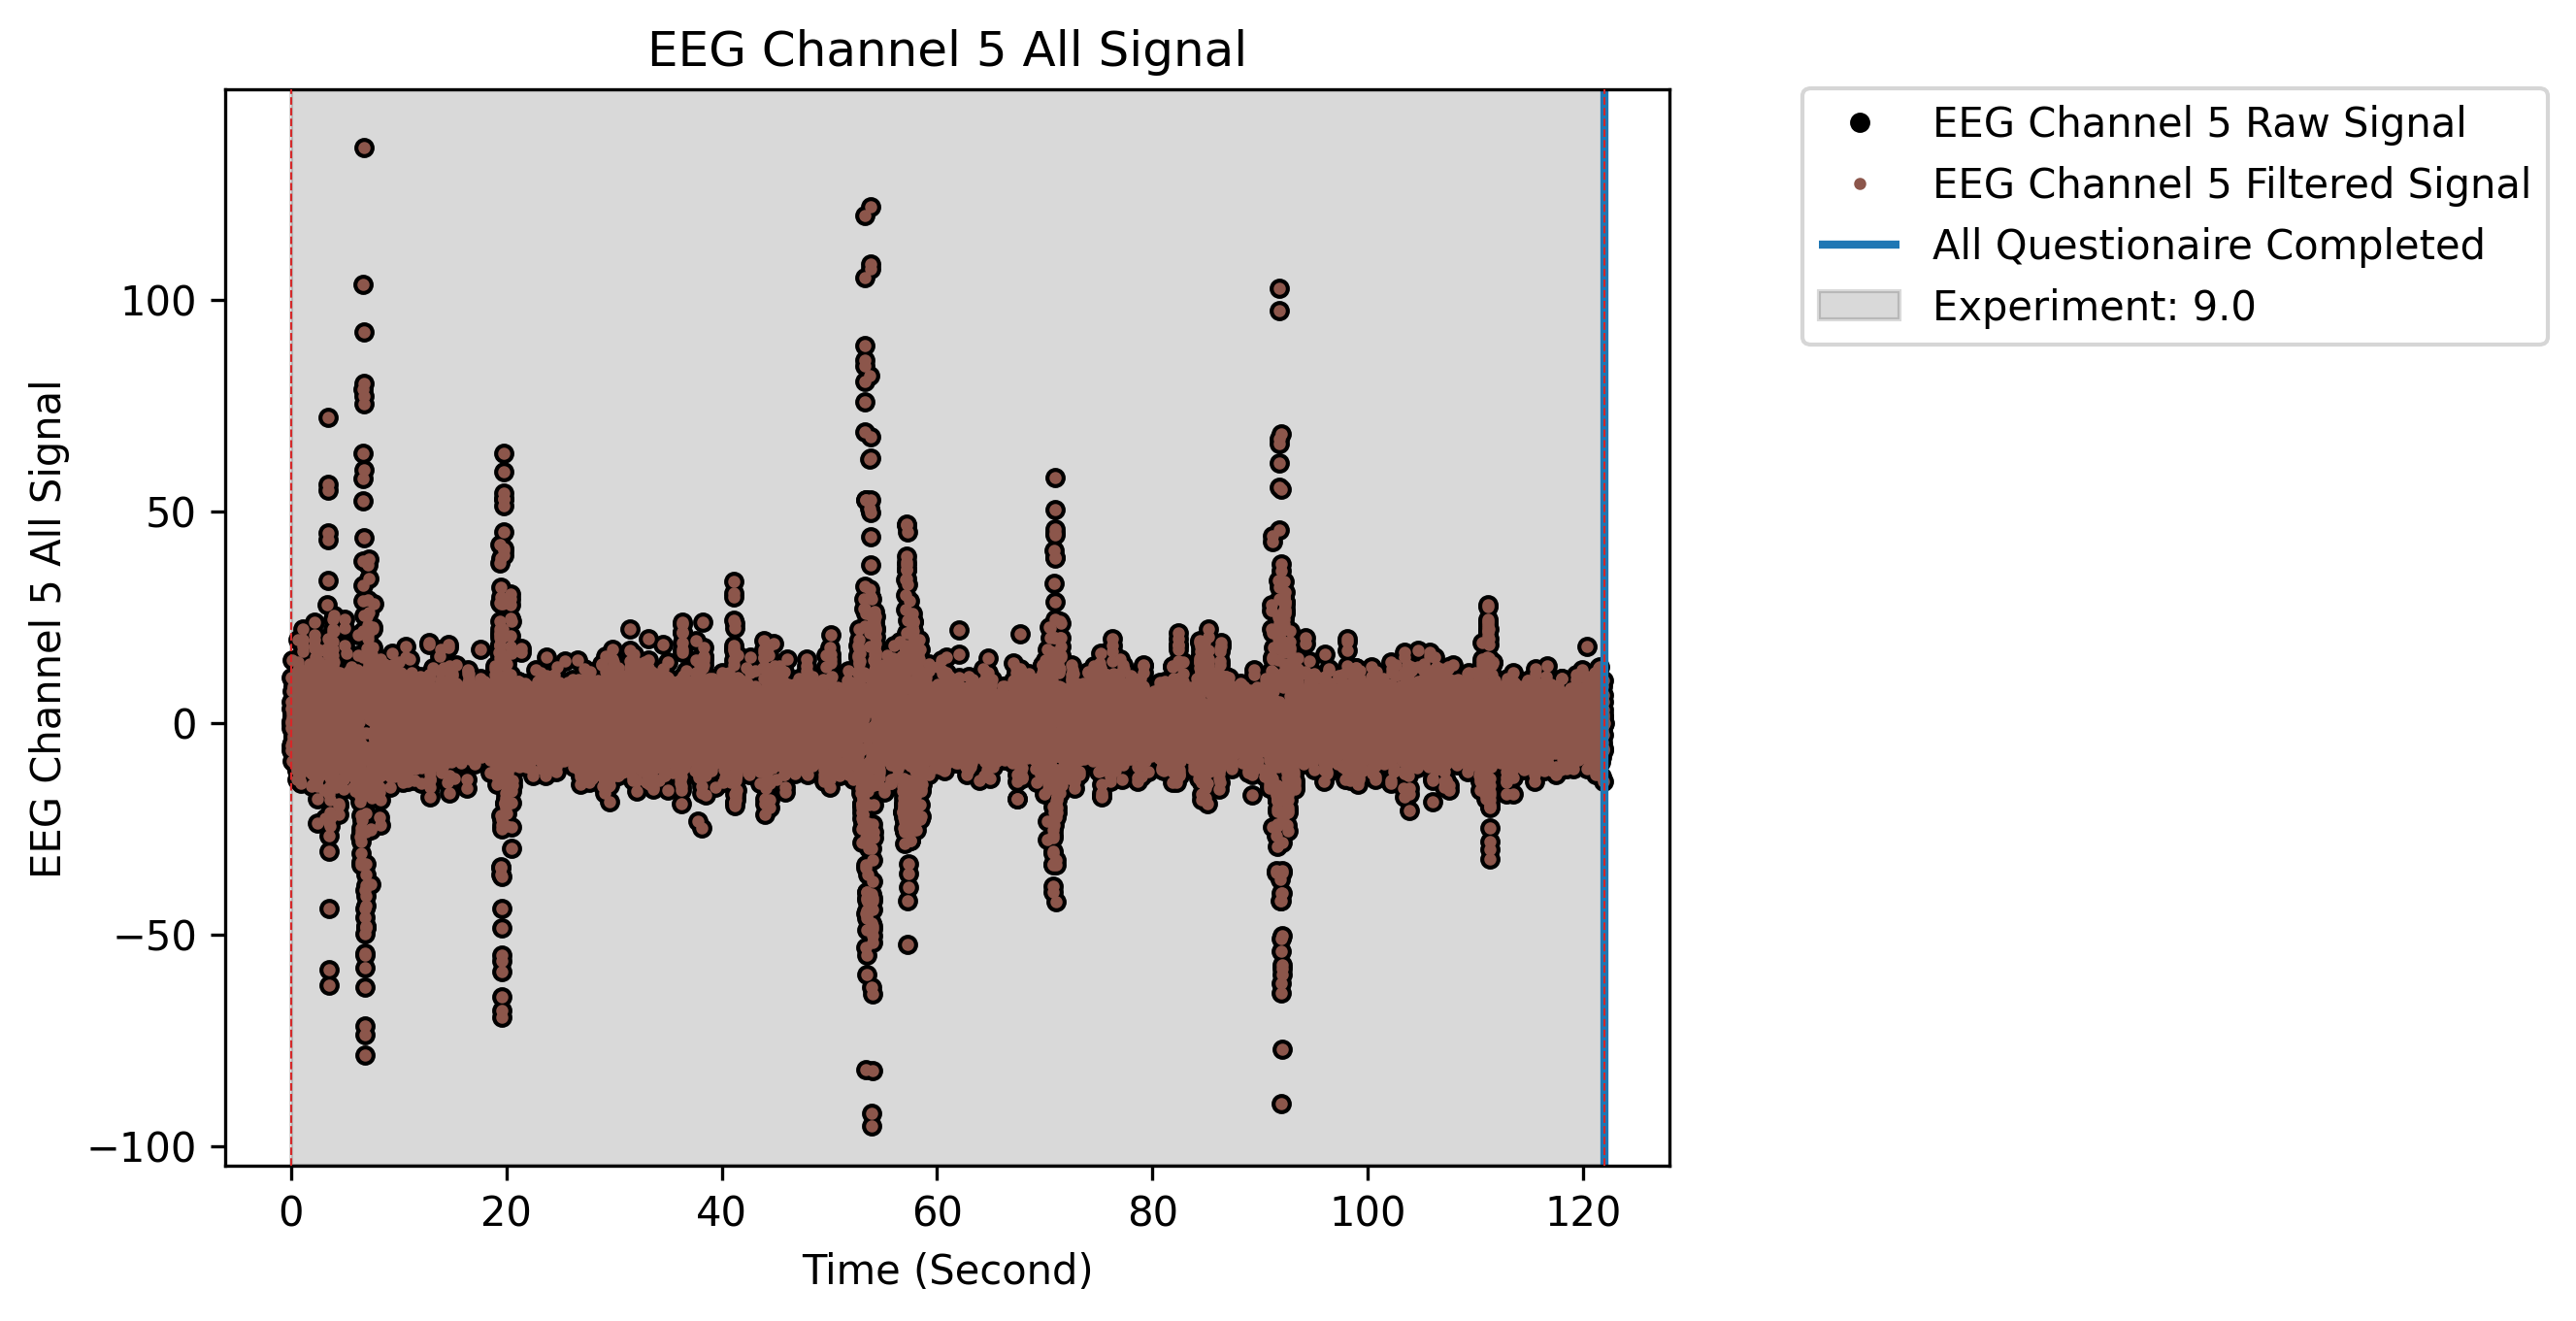 EEG Channel 5 All Signal
EEG Channel 5 Raw Signal
EEG Channel 5 Filtered Signal
All Questionaire Completed
Experiment: 9.0
EEG Channel 5 All Signal
100
50
0
−50
−100
0 20 40 60 80 100 120
Time (Second)